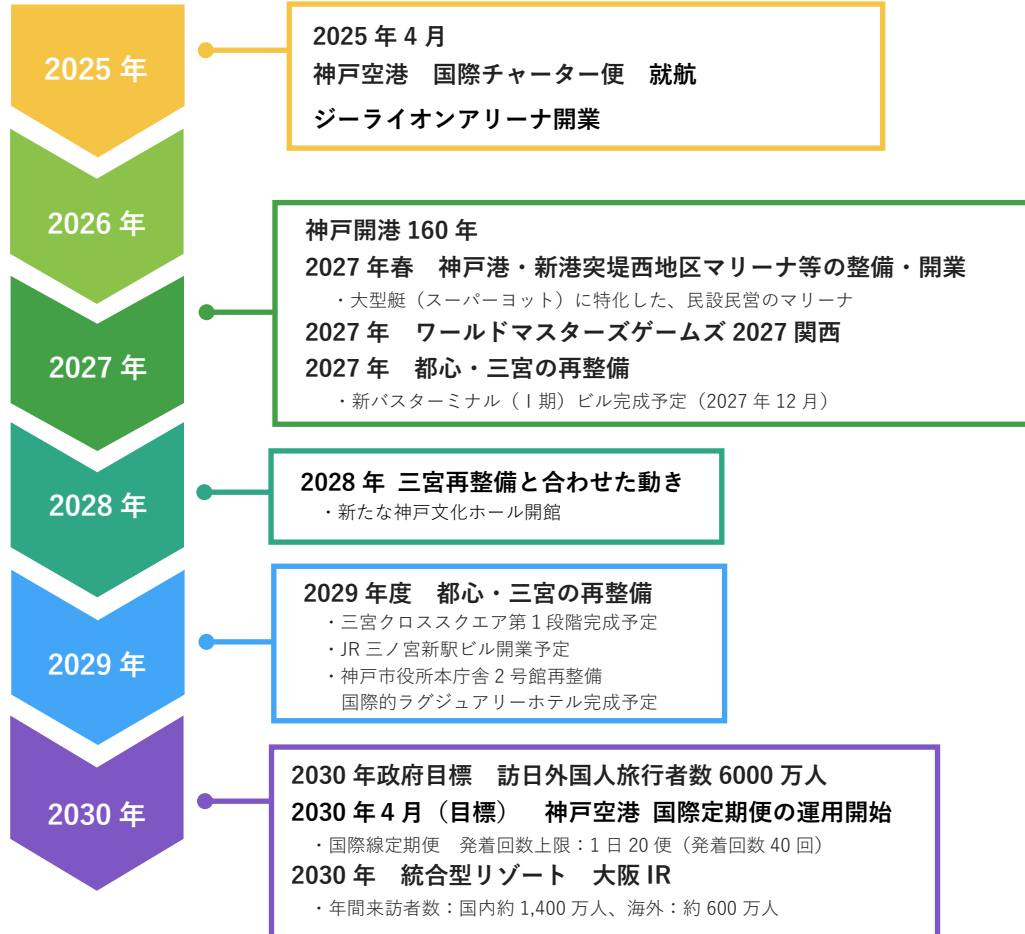 2025 年
2025 年 4 月
神戸空港　国際チャーター便　就航
ジーライオンアリーナ開業
2026 年
2027 年
神戸開港 160 年
2027 年春　神戸港・新港突堤西地区マリーナ等の整備・開業
・大型艇（スーパーヨット）に特化した、民設民営のマリーナ
2027 年　ワールドマスターズゲームズ 2027 関西
2027 年　都心・三宮の再整備
・新バスターミナル（Ⅰ期）ビル完成予定（2027 年 12 月）
2028 年
2028 年 三宮再整備と合わせた動き
・新たな神戸文化ホール開館
2029 年
2029 年度　都心・三宮の再整備
・三宮クロススクエア第 1 段階完成予定
・JR 三ノ宮新駅ビル開業予定
・神戸市役所本庁舎 2 号館再整備
国際的ラグジュアリーホテル完成予定
2030 年
2030 年政府目標　訪日外国人旅行者数 6000 万人
2030 年 4 月（目標）　神戸空港 国際定期便の運用開始
・国際線定期便　発着回数上限：1 日 20 便（発着回数 40 回）
2030 年　統合型リゾート　大阪 IR
・年間来訪者数：国内約 1,400 万人、海外：約 600 万人